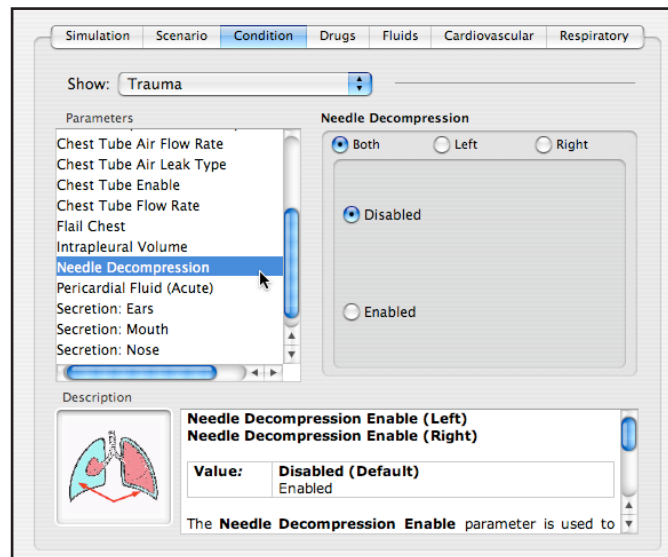 Simulation Scenario Condition Drugs Fluids Cardiovascular Respiratory
Show: Trauma
Parameters
Chest Tube Air Flow Rate
Chest Tube Air Leak Type
Chest Tube Enable
Chest Tube Flow Rate
Flail Chest
Intrapleural Volume
Needle Decompression
Pericardial Fluid (Acute)
Secretion: Ears
Secretion: Mouth
Secretion: Nose
Needle Decompression
Both Left Right
Disabled
Enabled
Description
Needle Decompression Enable (Left)
Needle Decompression Enable (Right)
Value: Disabled (Default)
Enabled
The Needle Decompression Enable parameter is used to